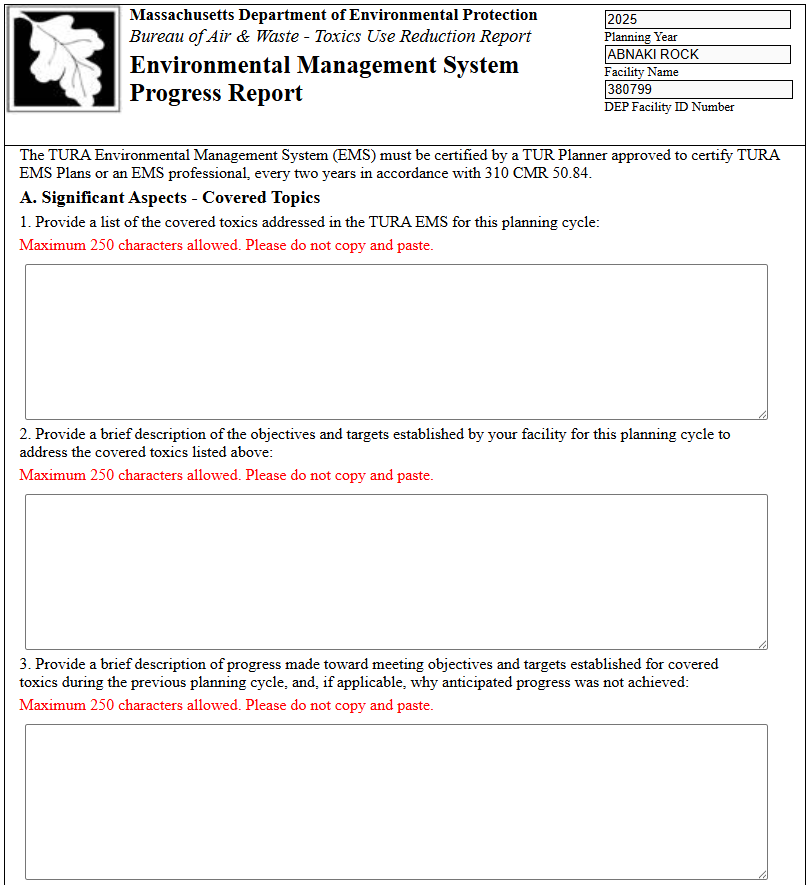 Massachusetts Department of Environmental Protection
Bureau of Air & Waste - Toxics Use Reduction Report
Environmental Management System
Progress Report
2025
Planning Year
ABNAKI ROCK
Facility Name
380799
DEP Facility ID Number
The TURA Environmental Management System (EMS) must be certified by a TUR Planner approved to certify TURA
EMS Plans or an EMS professional, every two years in accordance with 310 CMR 50.84.
A. Significant Aspects - Covered Topics
1. Provide a list of the covered toxics addressed in the TURA EMS for this planning cycle:
Maximum 250 characters allowed. Please do not copy and paste.
2. Provide a brief description of the objectives and targets established by your facility for this planning cycle to
address the covered toxics listed above:
Maximum 250 characters allowed. Please do not copy and paste.
3. Provide a brief description of progress made toward meeting objectives and targets established for covered
toxics during the previous planning cycle, and, if applicable, why anticipated progress was not achieved:
Maximum 250 characters allowed. Please do not copy and paste.